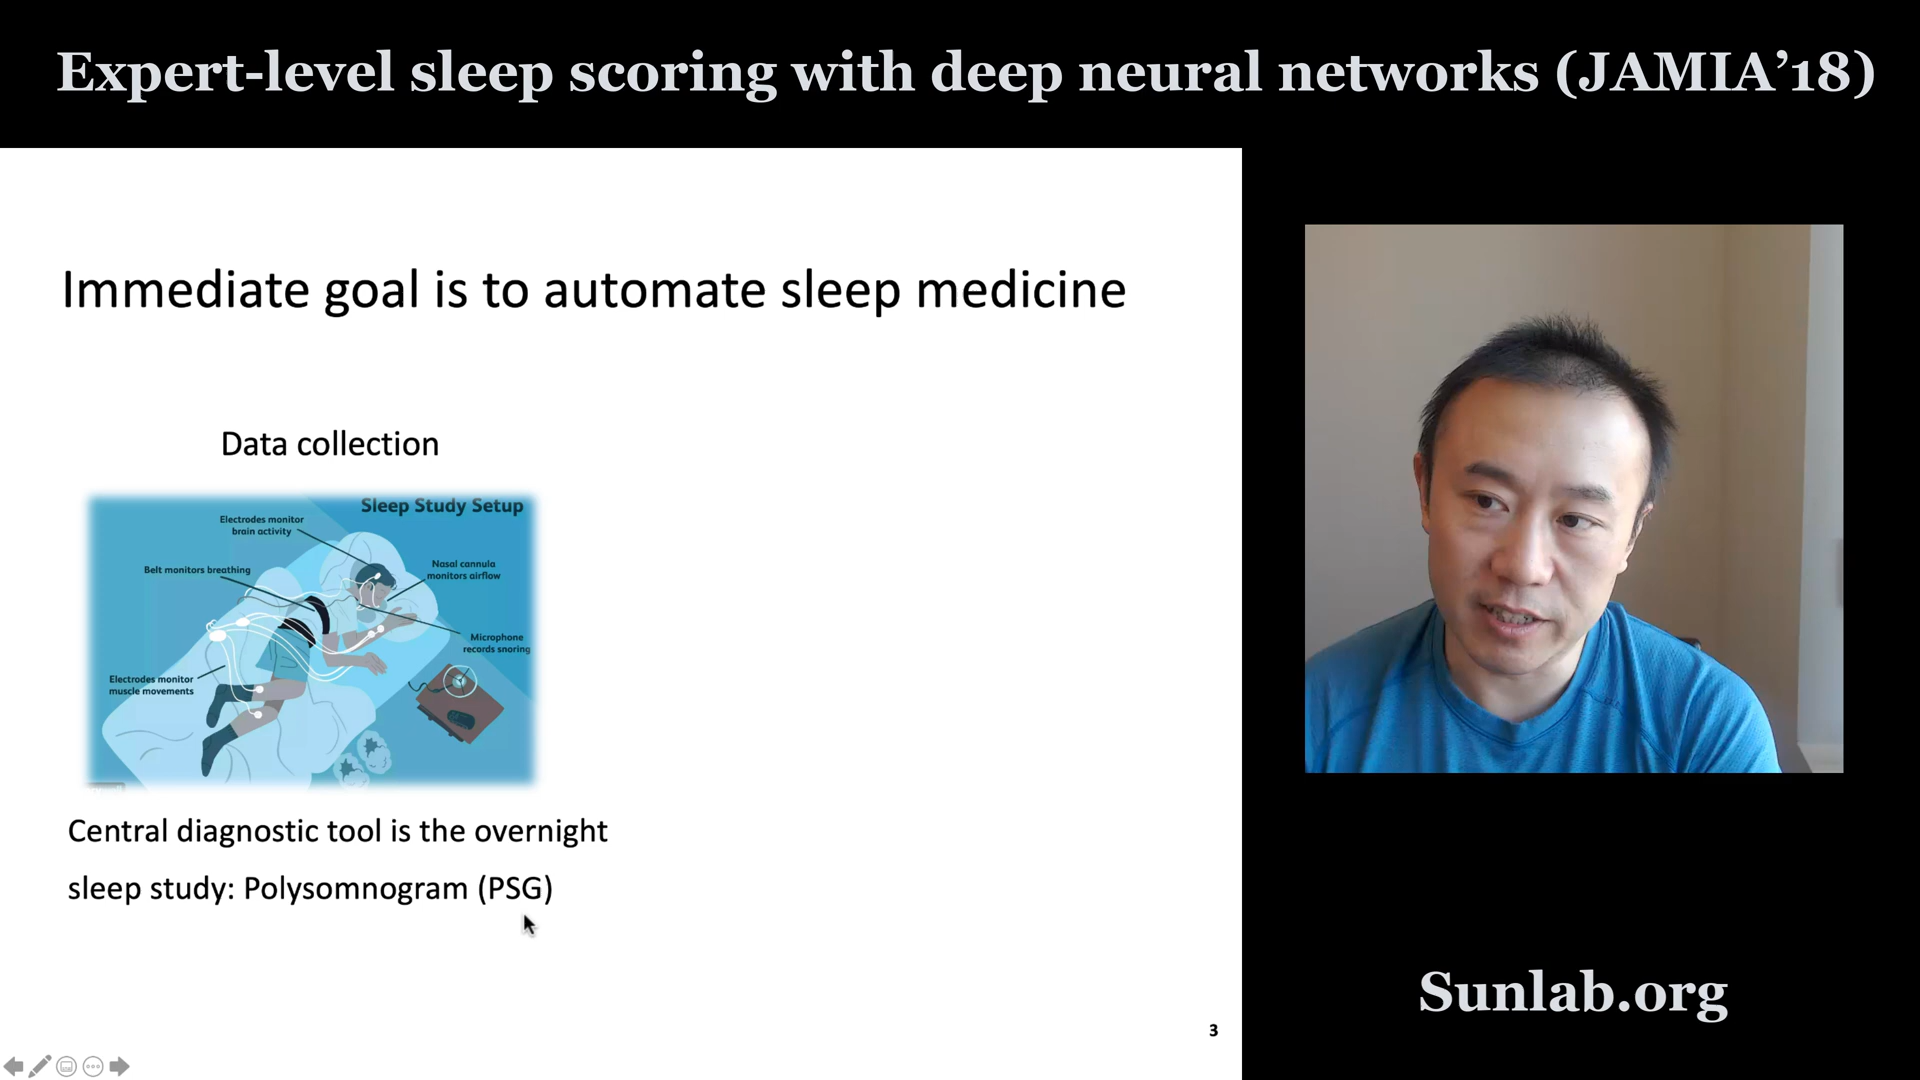 Expert-level sleep scoring with deep neural networks (JAMIA’18)
Immediate goal is to automate sleep medicine
Data collection
Sleep Study Setup
Electrodes monitor
brain activity
Belt monitors breathing
Nasal cannula
monitors airflow
Microphone
records snoring
Electrodes monitor
muscle movements
Central diagnostic tool is the overnight
sleep study: Polysomnogram (PSG)
3
Sunlab.org